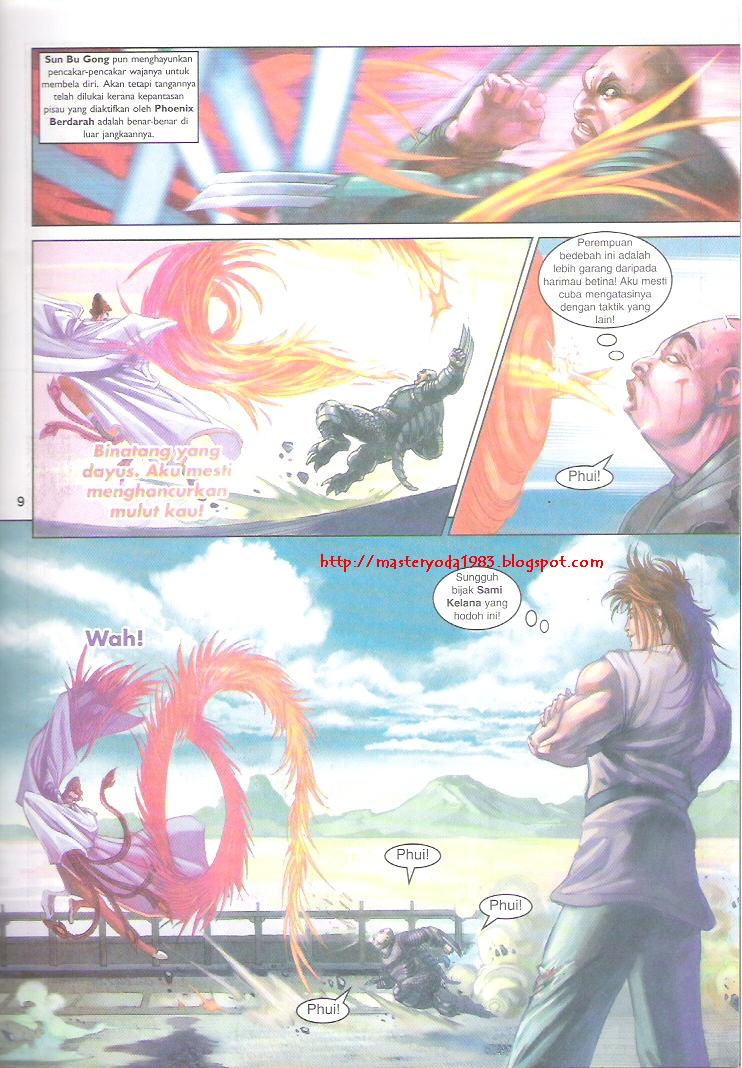 Sun Bu Gong pun menghayunkan
pencakar-pencakar wajanya untuk
membela diri. Akan tetapi tangannya
telah dilukai kerana kepantasan
pisau yang diaktifkan oleh Phoenix
Berdarah adalah benar-benar di
luar jangkaannya.
Binatang yang
dayus. Aku mesti
menghancurkan
mulut kau!
Perempuan
bedebah ini adalah
lebih garang daripada
harimau betina! Aku mesti
cuba mengatasinya
dengan taktik yang
lain!
Phui!
9
http://masteryoda1983.blogspot.com
Sungguh
bijak Sami
Kelana yang
hodoh ini!
Wah!
Phui!
Phui!
Phui!